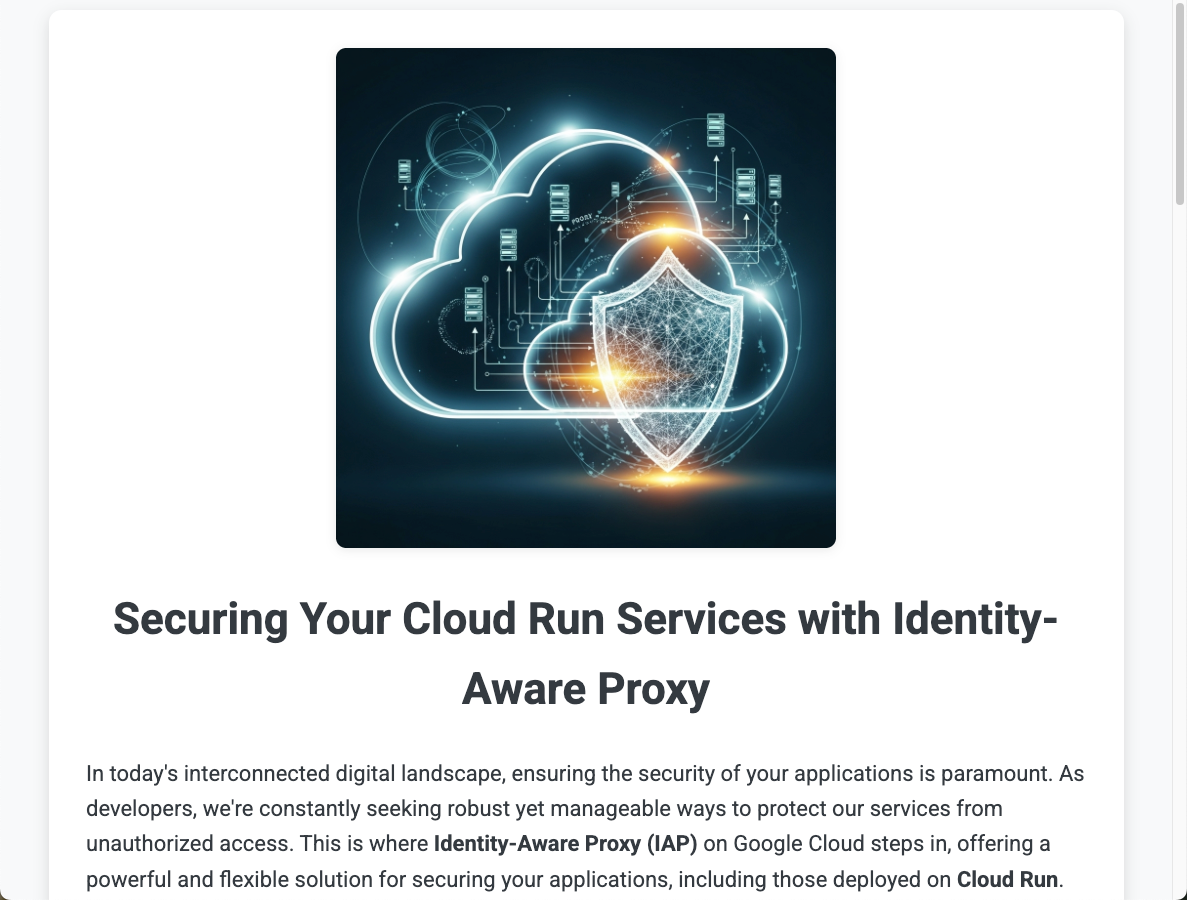 PROXY
Securing Your Cloud Run Services with Identity-
Aware Proxy
In today's interconnected digital landscape, ensuring the security of your applications is paramount. As
developers, we're constantly seeking robust yet manageable ways to protect our services from
unauthorized access. This is where Identity-Aware Proxy (IAP) on Google Cloud steps in, offering a
powerful and flexible solution for securing your applications, including those deployed on Cloud Run.